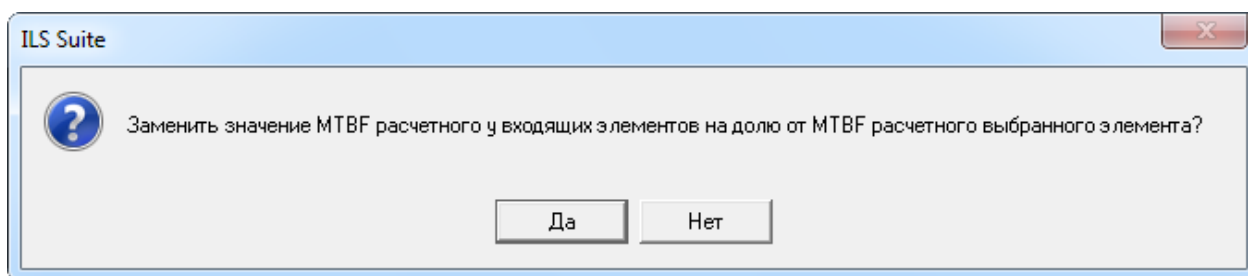 ILS Suite
Заменить значение MTBF расчетного у входящих элементов на долю от MTBF расчетного выбранного элемента?
Да
Нет